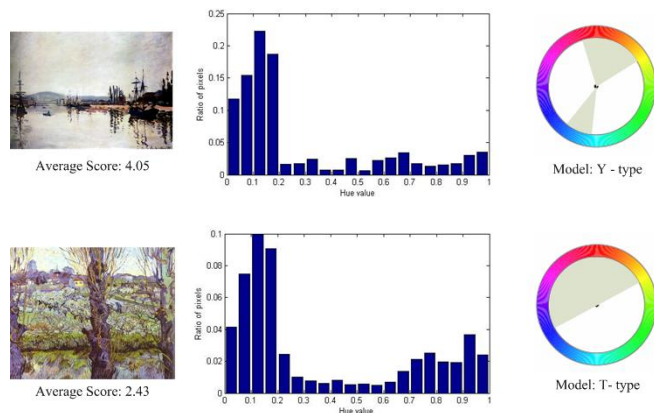 Average Score: 4.05
0.25
0.2
0.15
0.1
0.05
0
Ratio of pixels
0 0.1 0.2 0.3 0.4 0.5 0.6 0.7 0.8 0.9 1
Hue value
Model: Y - type
Average Score: 2.43
0.1
0.08
0.06
0.04
0.02
0
Ratio of pixels
0 0.1 0.2 0.3 0.4 0.5 0.6 0.7 0.8 0.9 1
Hue value
Model: T- type